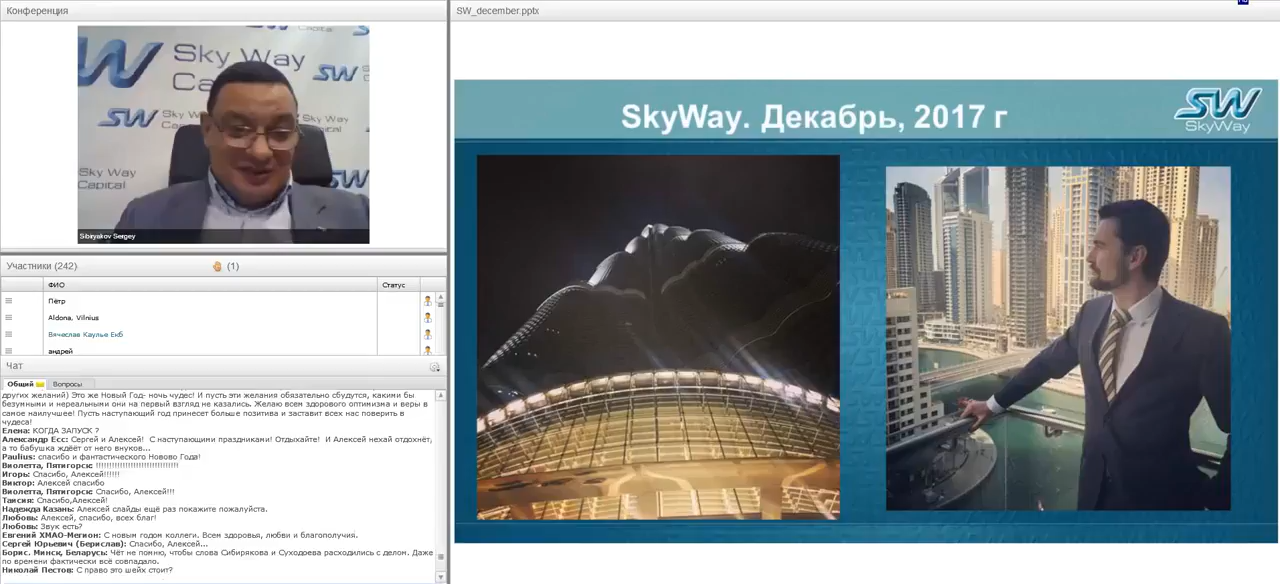 Конференция
SW_december.pptx
Sky Way
Capital
Sky Way
Capital
SW
Sibiryakov Sergey
SkyWay. Декабрь, 2017 г
SW
SkyWay
Участники (242)
(1)
ФИО
Статус
Пётр
Aldona, Vilnius
Вячеслав Каулье Екб
андрей
Чат
Общий
Вопросы
других желаний) Это же Новый Год- ночь чудес! И пусть эти желания обязательно сбудутся, какими бы
безумными и нереальными они на первый взгляд не казались. Желаю всем здорового оптимизма и веры в
самое наилучшее! Пусть наступающий год принесет больше позитива и заставит всех нас поверить в
чудеса!
Елена: КОГДА ЗАПУСК ?
Александр Есс: Сергей и Алексей!  С наступающими праздниками! Отдыхайте!  И Алексей нехай отдохнёт,
а то бабушка ждёёт от него внуков...
Paulius: спасибо и фантастического Новово Года!
Виолетта, Пятигорск: !!!!!!!!!!!!!!!!!!!!!!!!!!!!!!
Игорь: Спасибо, Алексей!!!!!!
Виктор: Алексей спасибо
Виолетта, Пятигорск: Спасибо, Алексей!!!
Таисия: Спасибо,Алексей!
Надежда Казань: Алексей слайды ещё раз покажите пожалуйста.
Любовь: Алексей, спасибо, всех благ!
Любовь: Звук есть?
Евгений ХМАО-Мегион: С новым годом коллеги. Всем здоровья, любви и благополучия.
Сергей Юрьевич (Берислав): Спасибо, Алексей...
Борис. Минск, Беларусь: Чёт не помню, чтобы слова Сибирякова и Суходоева расходились с делом. Даже
по времени фактически всё совпадало.
Николай Пестов: С право это шейх стоит?